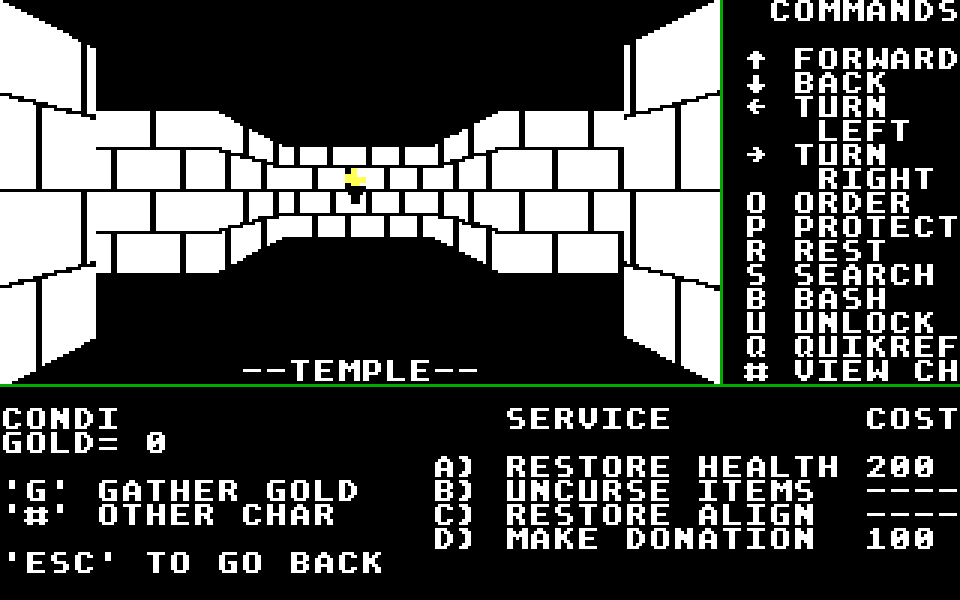 COMMANDS
↑ FORWARD
↓ BACK
← TURN
LEFT
→ TURN
RIGHT
O ORDER
P PROTECT
R REST
S SEARCH
B BASH
U UNLOCK
Q QUIKREF
# VIEW CH
--TEMPLE--
CONDI
GOLD= 0
'G' GATHER GOLD
'#' OTHER CHAR
'ESC' TO GO BACK
SERVICE COST
A) RESTORE HEALTH 200
B) UNCURSE ITEMS ----
C) RESTORE ALIGN ----
D) MAKE DONATION 100